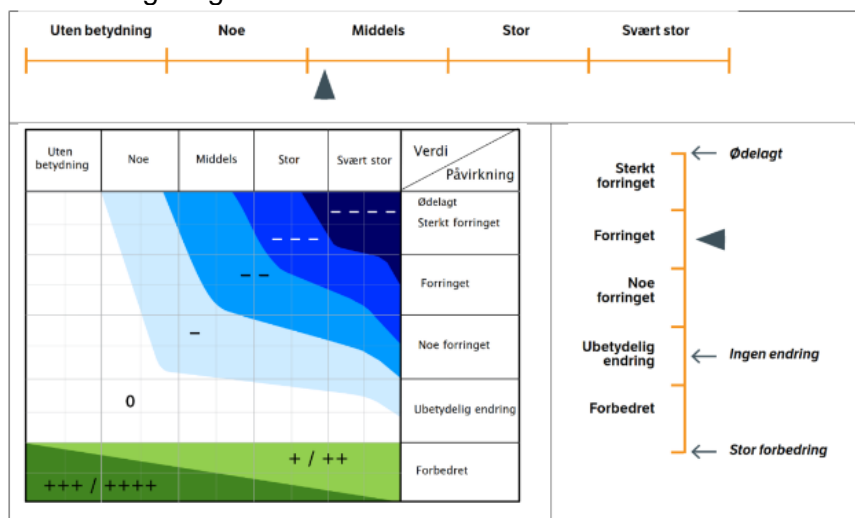 Uten betydning Noe Middels Stor Svært stor
Uten
betydning
Noe
Middels
Stor
Svært stor
Verdi
Påvirkning
Ødelagt
Sterkt forringet
Forringet
Noe forringet
Ubetydelig endring
Forbedret
– – – –
– – –
– –
–
0
+ / ++
+++ / ++++
Ødelagt
Sterkt
forringet
Forringet
Noe
forringet
Ubetydelig
endring
Ingen endring
Forbedret
Stor forbedring